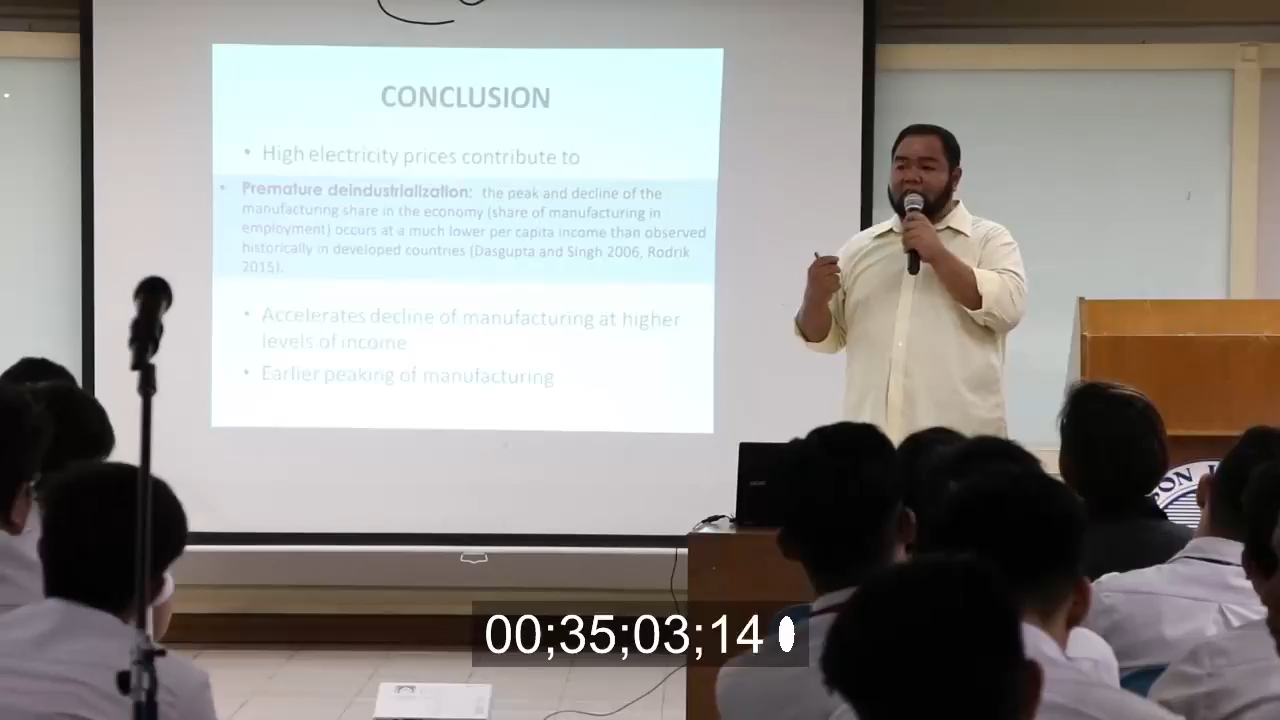 CONCLUSION
• High electricity prices contribute to
• Premature deindustrialization: the peak and decline of the
manufacturing share in the economy (share of manufacturing in
employment) occurs at a much lower per capita income than observed
historically in developed countries (Dasgupta and Singh 2006, Rodrik
2015).
• Accelerates decline of manufacturing at higher
levels of income
• Earlier peaking of manufacturing
SON
00;35;03;14